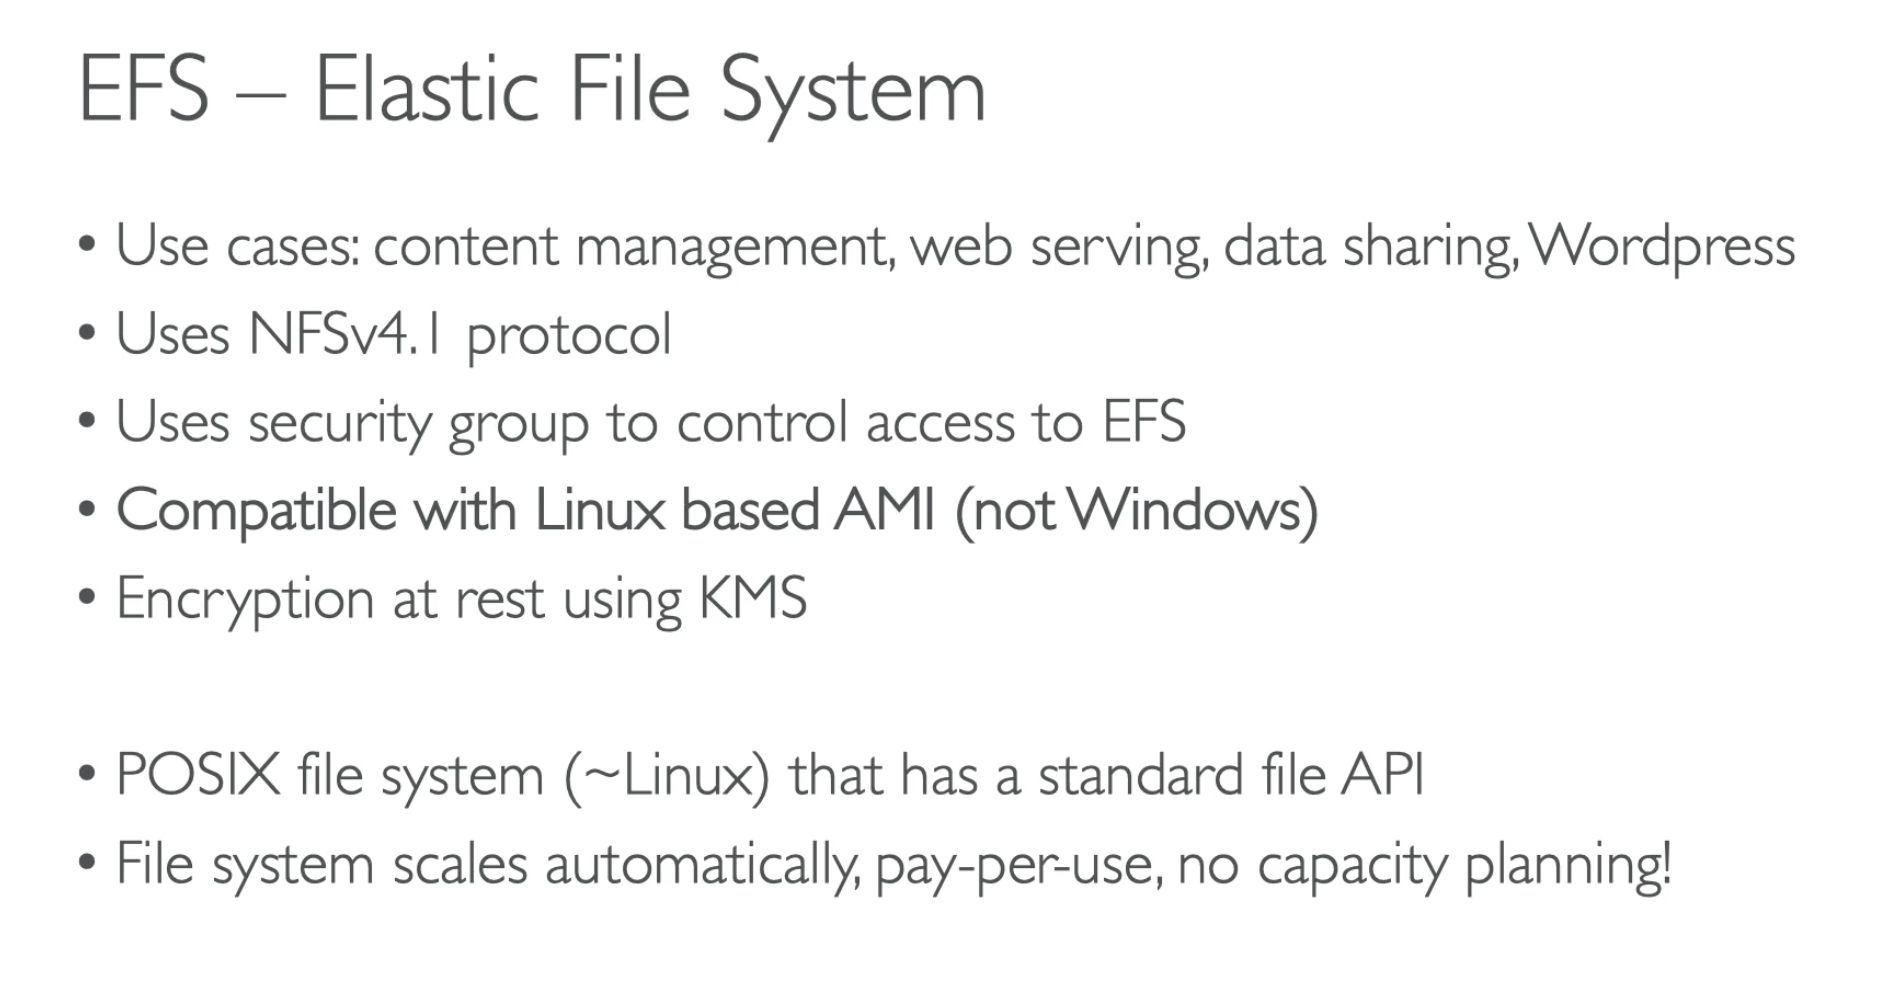 EFS – Elastic File System
• Use cases: content management, web serving, data sharing, Wordpress
• Uses NFSv4.1 protocol
• Uses security group to control access to EFS
• Compatible with Linux based AMI (not Windows)
• Encryption at rest using KMS
• POSIX file system (~Linux) that has a standard file API
• File system scales automatically, pay-per-use, no capacity planning!